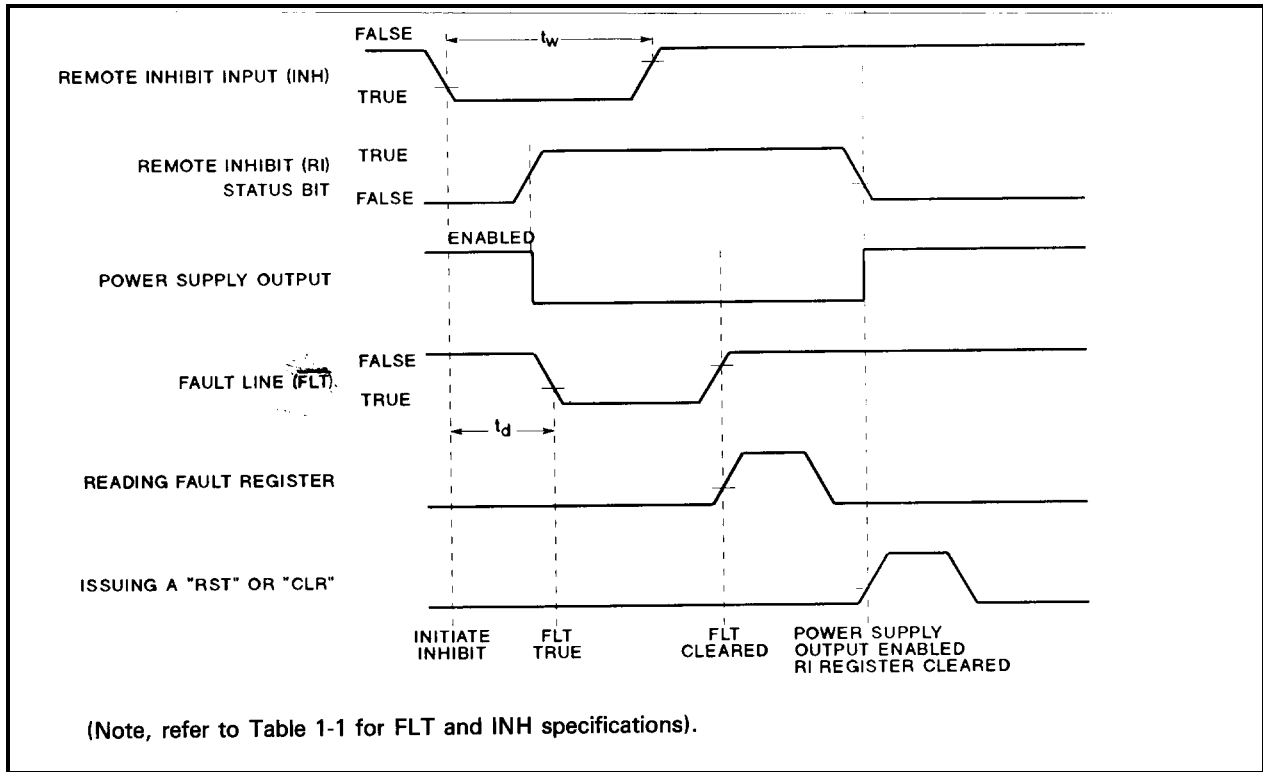 FALSE
tw
REMOTE INHIBIT INPUT (INH)
TRUE
REMOTE INHIBIT (RI)
STATUS BIT
TRUE
FALSE
ENABLED
POWER SUPPLY OUTPUT
FALSE
FAULT LINE (FLT).
TRUE
td
READING FAULT REGISTER
ISSUING A "RST" OR "CLR"
INITIATE
INHIBIT
FLT
TRUE
FLT
CLEARED
POWER SUPPLY
OUTPUT ENABLED
RI REGISTER CLEARED
(Note, refer to Table 1-1 for FLT and INH specifications).